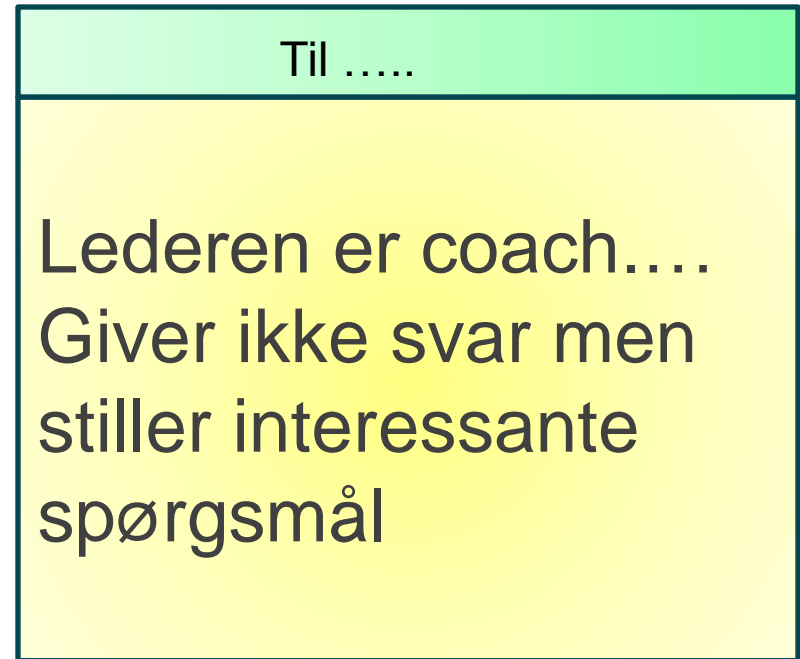 Til .....
Lederen er coach....
Giver ikke svar men
stiller interessante
spørgsmål